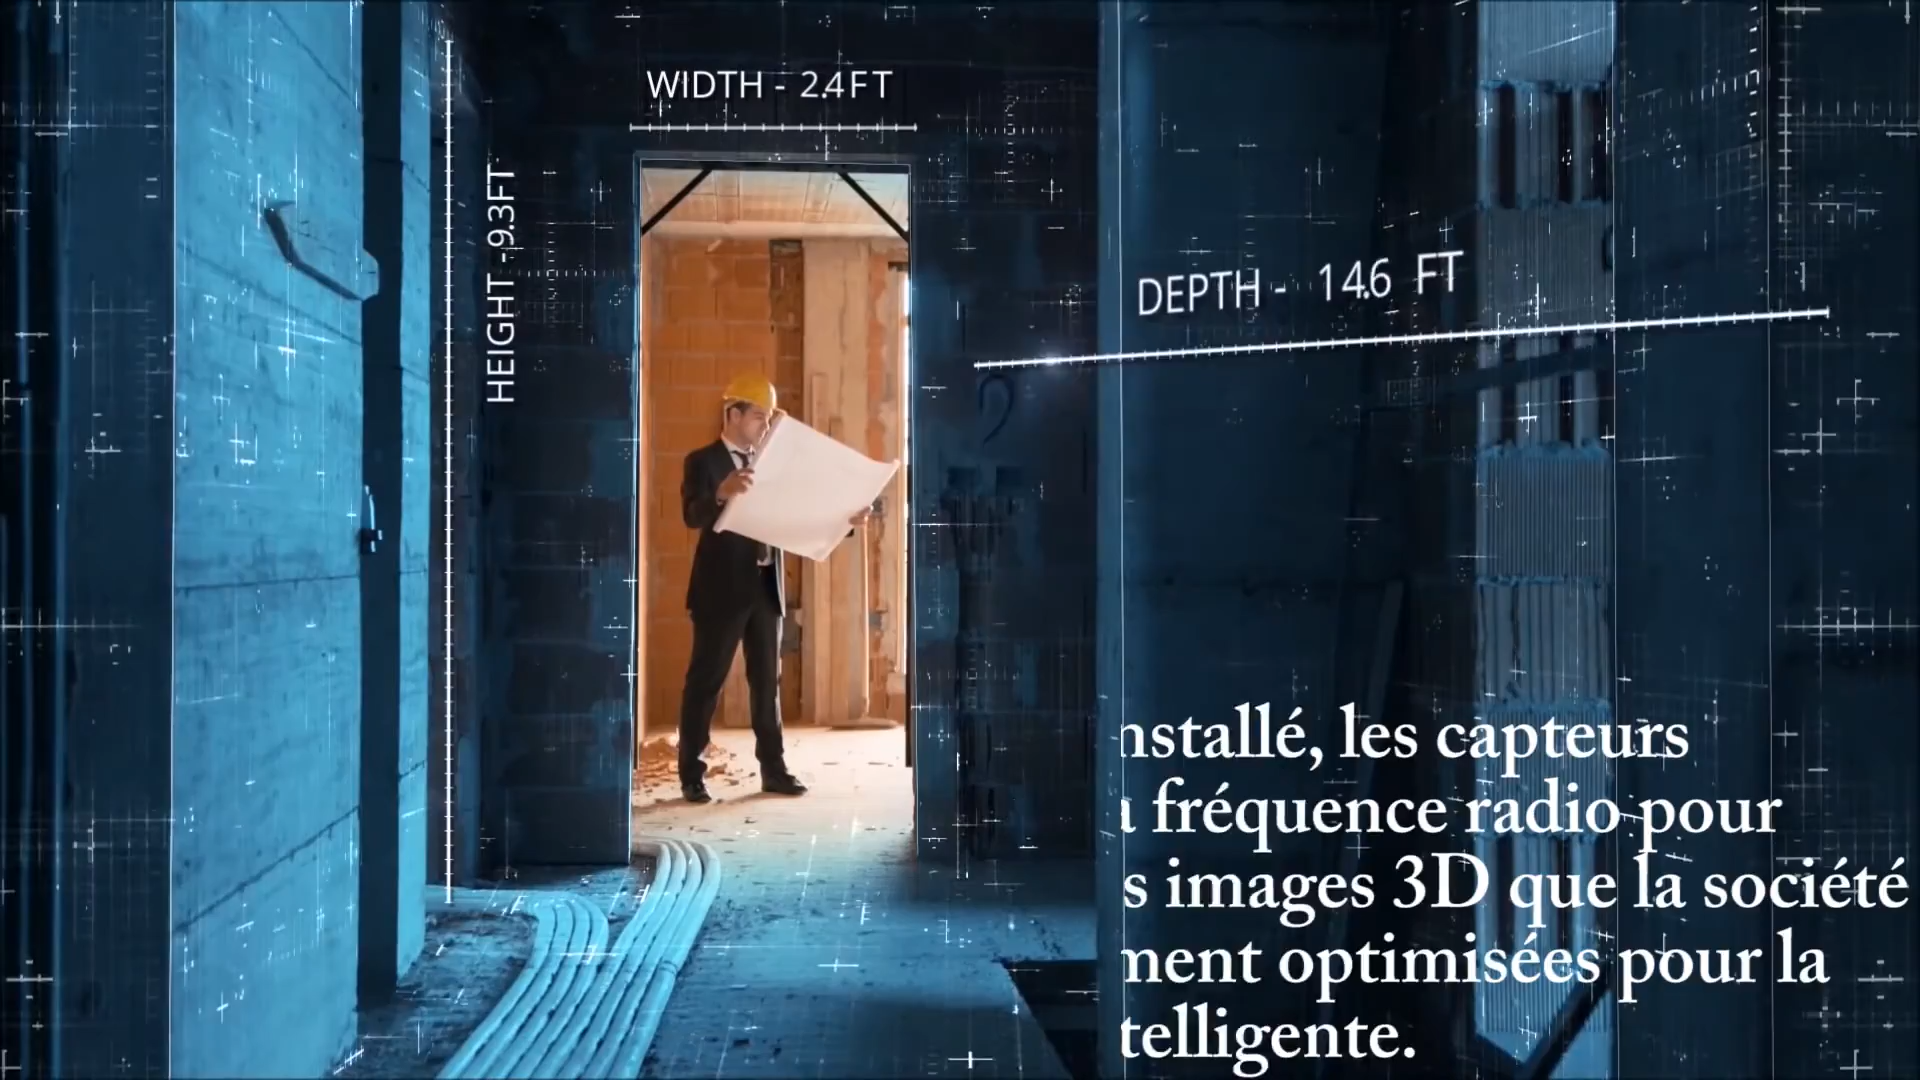 WIDTH - 2.4FT
HEIGHT - 9.3FT
DEPTH - 14.6 FT
nstallé, les capteurs
fréquence radio pour
s images 3D que la société
ment optimisées pour la
telligente.